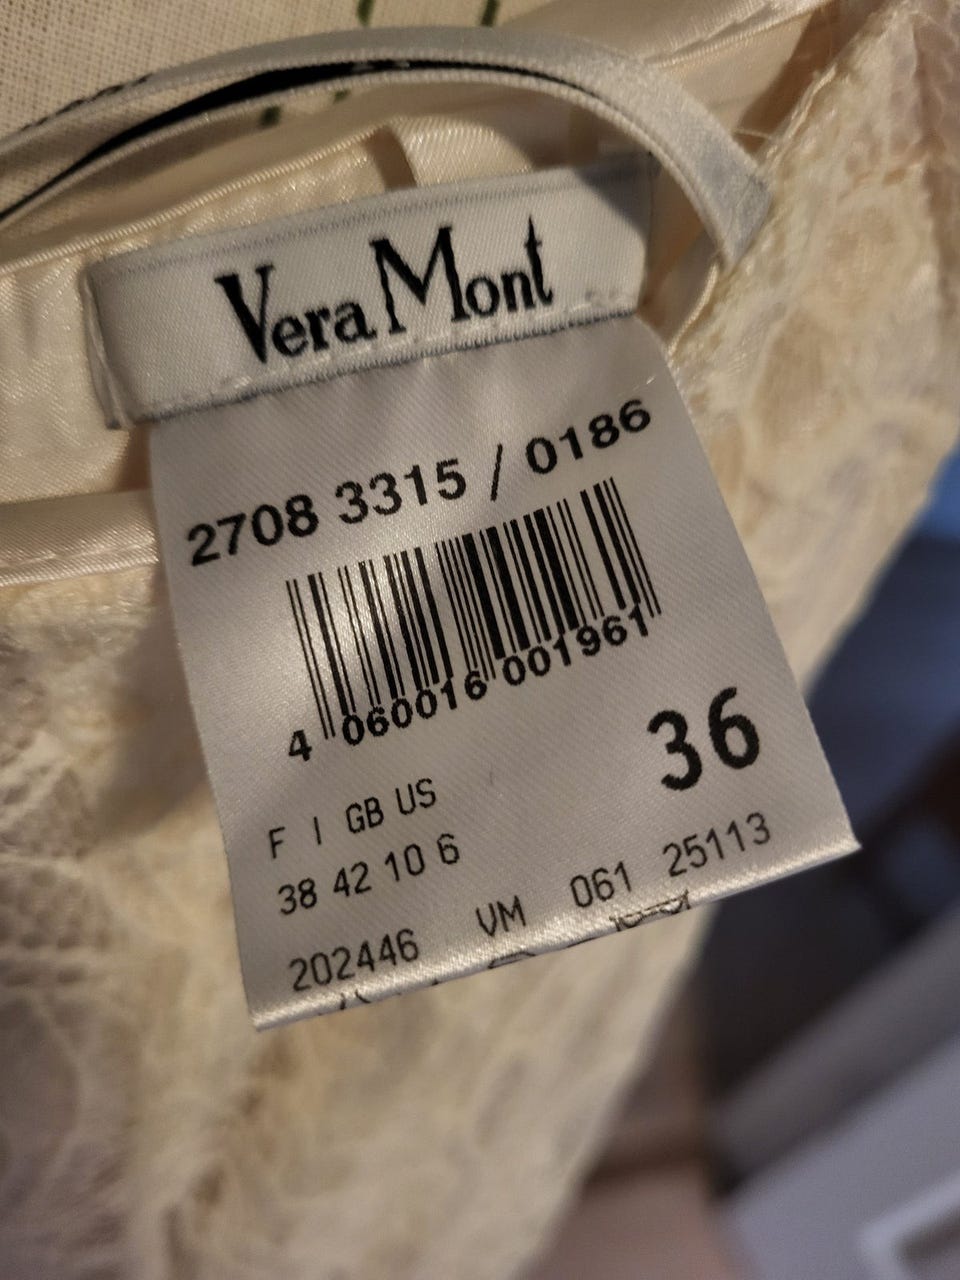 Vera Mont
2708 3315 / 0186
4 060016 001961
36
F I GB US
38 42 10 6
202446 VM 061 25113